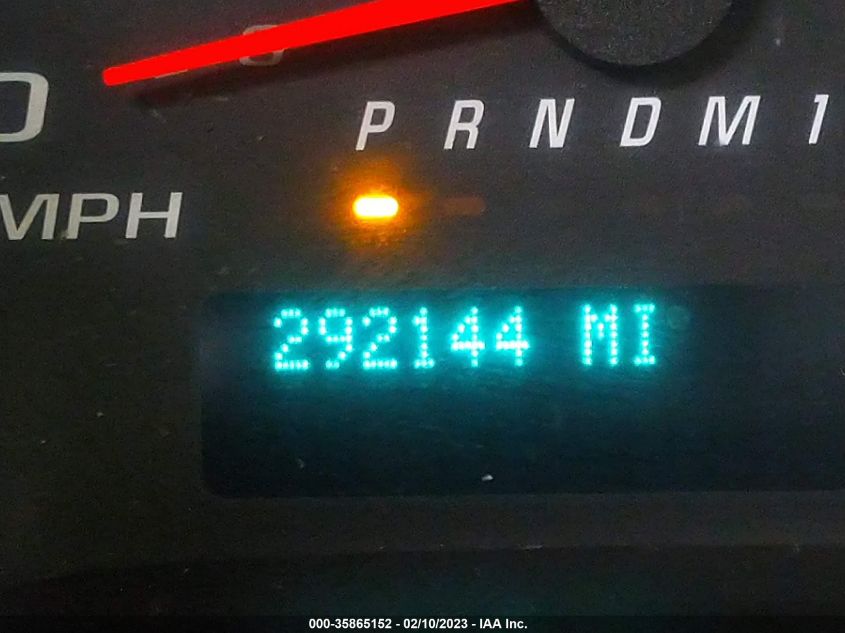 P R N D M 1
MPH
292144 MI
000-35865152 - 02/10/2023 - IAA Inc.